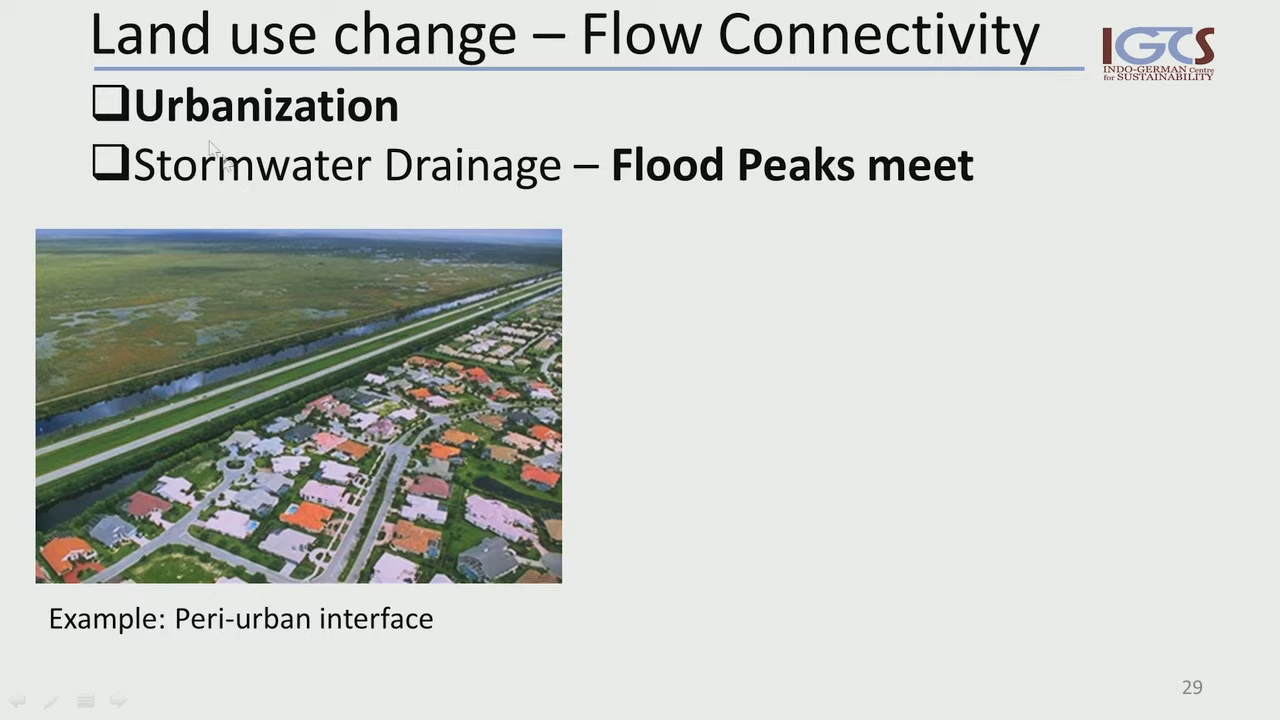 Land use change – Flow Connectivity
IGCS
INDO-GERMAN Centre
for SUSTAINABILITY
Urbanization
Stormwater Drainage – Flood Peaks meet
Example: Peri-urban interface
29